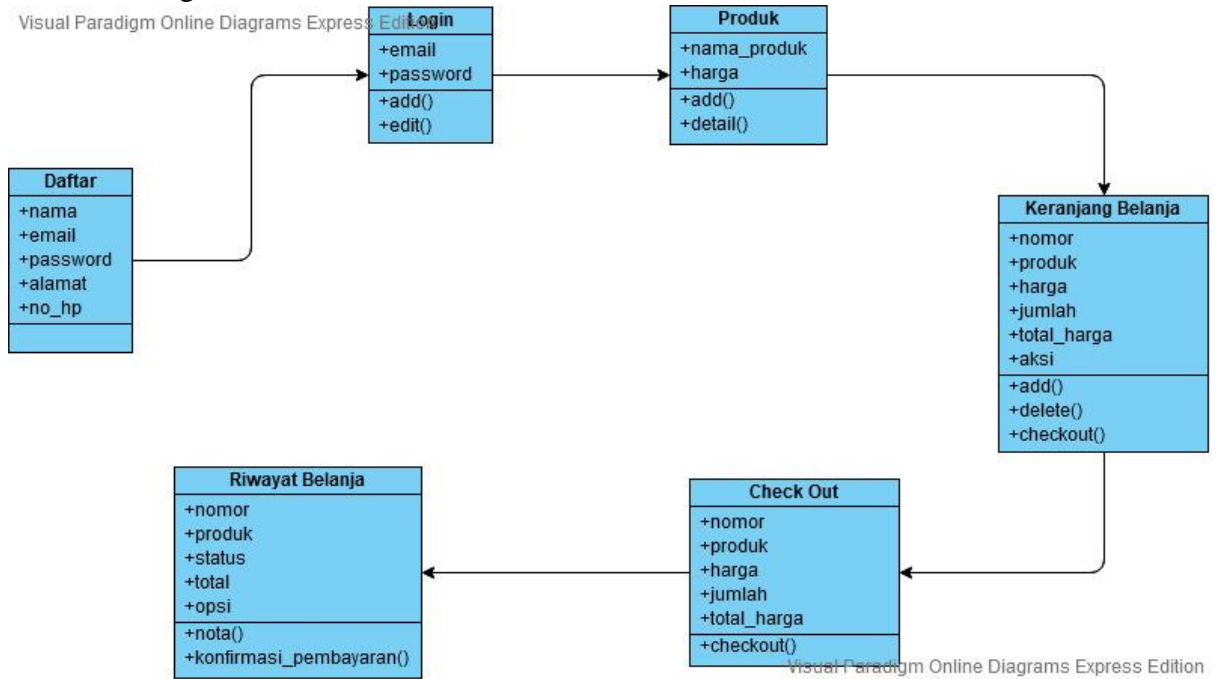 Visual Paradigm Online Diagrams Express Edition
Login
+email
+password
+add()
+edit()
Produk
+nama_produk
+harga
+add()
+detail()
Daftar
+nama
+email
+password
+alamat
+no_hp
Keranjang Belanja
+nomor
+produk
+harga
+jumlah
+total_harga
+aksi
+add()
+delete()
+checkout()
Riwayat Belanja
+nomor
+produk
+status
+total
+opsi
+nota()
+konfirmasi_pembayaran()
Check Out
+nomor
+produk
+harga
+jumlah
+total_harga
+checkout()
Visual Paradigm Online Diagrams Express Edition